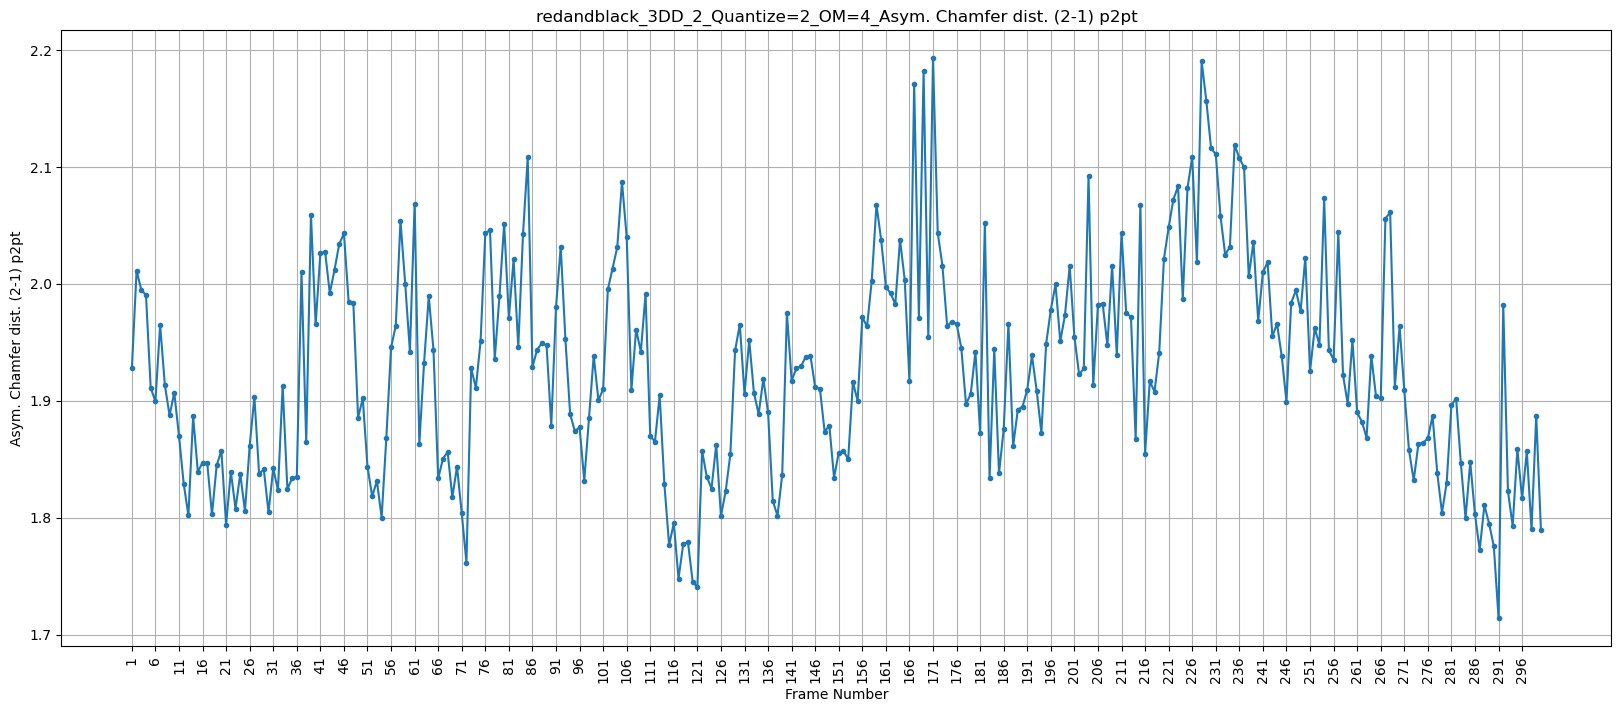 redandblack_3DD_2_Quantize=2_OM=4_Asym. Chamfer dist. (2-1) p2pt
Asym. Chamfer dist. (2-1) p2pt
2.2
2.1
2.0
1.9
1.8
1.7
1 6 11 16 21 26 31 36 41 46 51 56 61 66 71 76 81 86 91 96 101 106 111 116 121 126 131 136 141 146 151 156 161 166 171 176 181 186 191 196 201 206 211 216 221 226 231 236 241 246 251 256 261 266 271 276 281 286 291 296
Frame Number